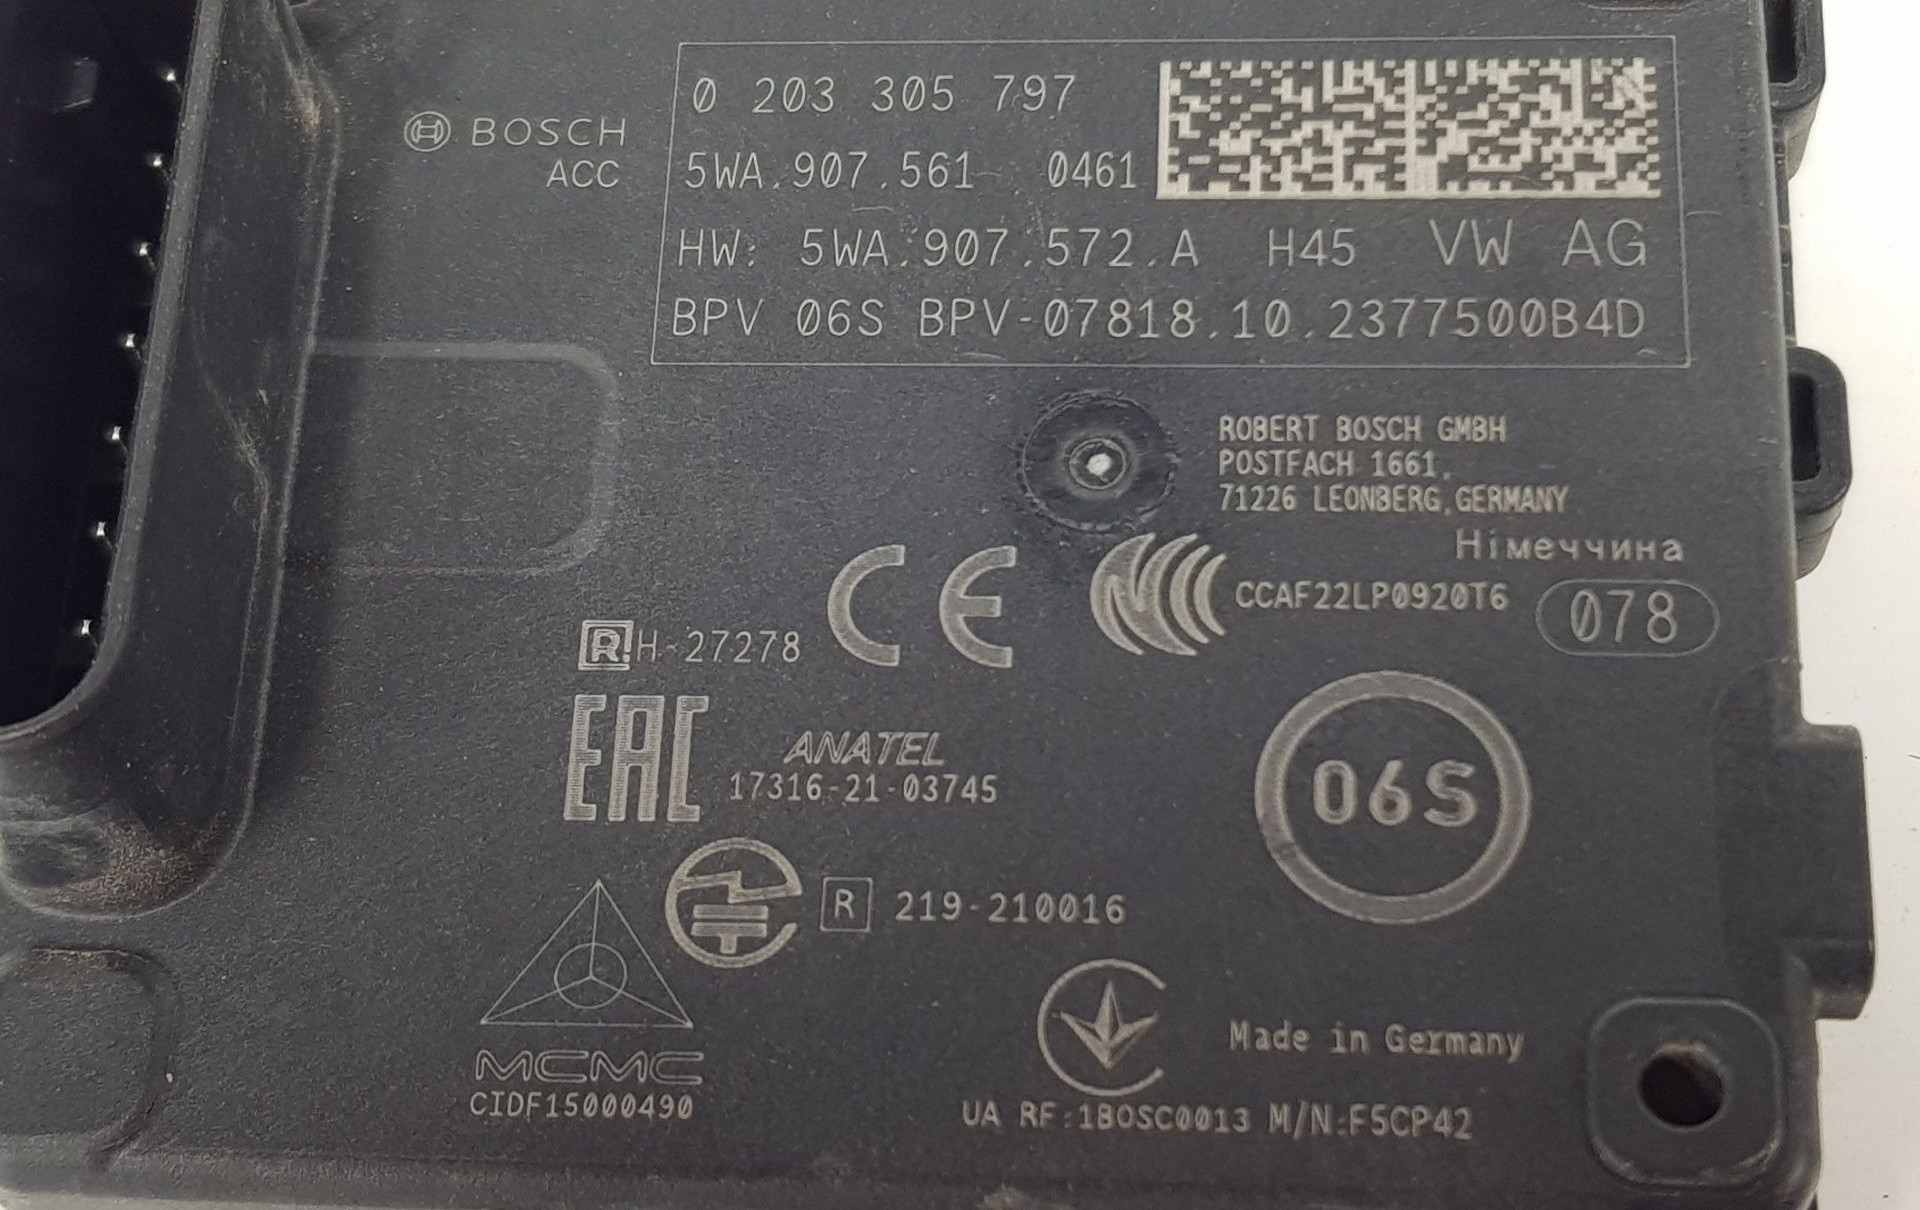 BOSCH
ACC
0 203 305 797
5WA.907.561 0461
HW: 5WA.907.572.A H45 VW AG
BPV 06S BPV-07818.10.2377500B4D
ROBERT BOSCH GMBH
POSTFACH 1661,
71226 LEONBERG,GERMANY
Німеччина
CE CCAF22LP0920T6 078
R H-27278
EAC
ANATEL
17316-21-03745
06S
R 219-210016
MCMC
CIDF15000490
Made in Germany
UA RF:1BOSC0013 M/N:F5CP42